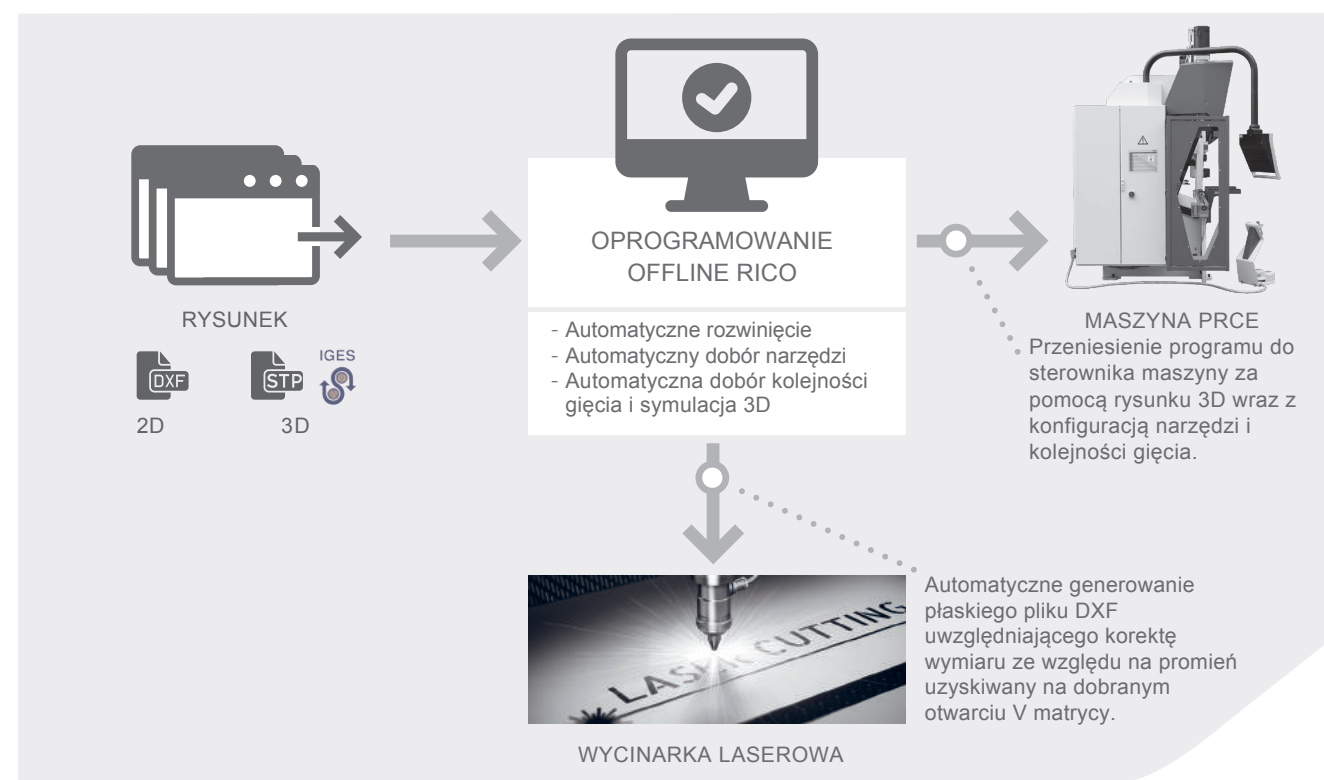 RYSUNEK
DXF
STP
IGES
2D
3D
OPROGRAMOWANIE
OFFLINE RICO
- Automatyczne rozwinięcie
- Automatyczny dobór narzędzi
- Automatyczna dobór kolejności
gięcia i symulacja 3D
MASZYNA PRCE
Przeniesienie programu do
sterownika maszyny za
pomocą rysunku 3D wraz z
konfiguracją narzędzi i
kolejności gięcia.
LASER CUTTING
Automatyczne generowanie
płaskiego pliku DXF
uwzględniającego korektę
wymiaru ze względu na promień
uzyskiwany na dobranym
otwarciu V matrycy.
WYCINARKA LASEROWA